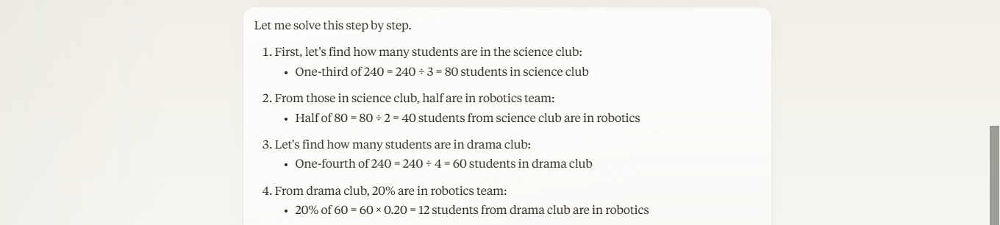 Let me solve this step by step.
1. First, let's find how many students are in the science club:
• One-third of 240 = 240 ÷ 3 = 80 students in science club
2. From those in science club, half are in robotics team:
• Half of 80 = 80 ÷ 2 = 40 students from science club are in robotics
3. Let's find how many students are in drama club:
• One-fourth of 240 = 240 ÷ 4 = 60 students in drama club
4. From drama club, 20% are in robotics team:
• 20% of 60 = 60 × 0.20 = 12 students from drama club are in robotics